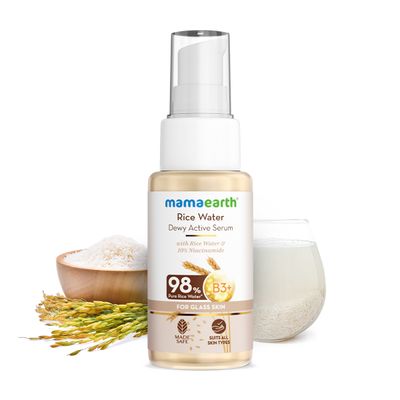 mamaearth
Rice Water
Dewy Active Serum
with Rice Water &
10% Niacinamide
98%
Pure Rice Water*
B3+
FOR GLASS SKIN
MADE
SAFE
SUITS ALL
SKIN TYPES